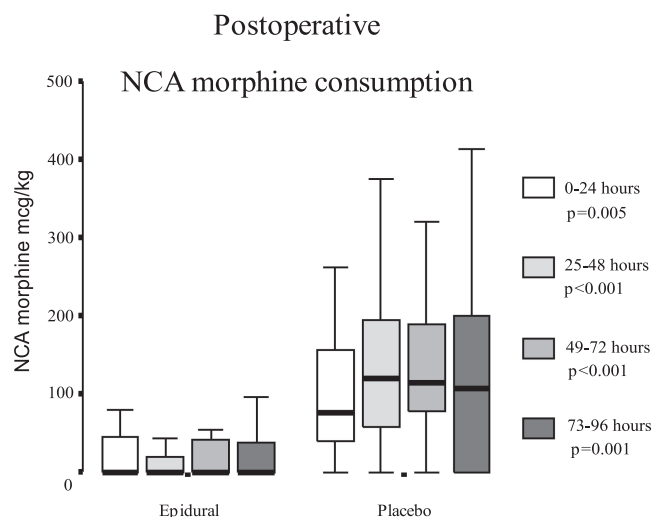 Postoperative
NCA morphine consumption
NCA morphine mcg/kg
500
400
300
200
100
0
Epidural
Placebo
0-24 hours
p=0.005
25-48 hours
p<0.001
49-72 hours
p<0.001
73-96 hours
p=0.001